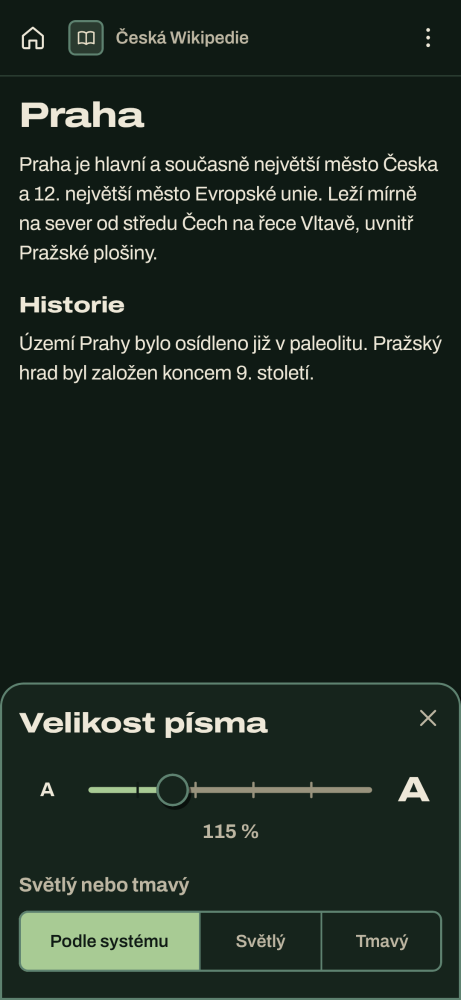 Česká Wikipedie
Praha
Praha je hlavní a současně největší město Česka
a 12. největší město Evropské unie. Leží mírně
na sever od středu Čech na řece Vltavě, uvnitř
Pražské plošiny.
Historie
Území Prahy bylo osídleno již v paleolitu. Pražský
hrad byl založen koncem 9. století.
Velikost písma
A A
115 %
Světlý nebo tmavý
Podle systému Světlý Tmavý